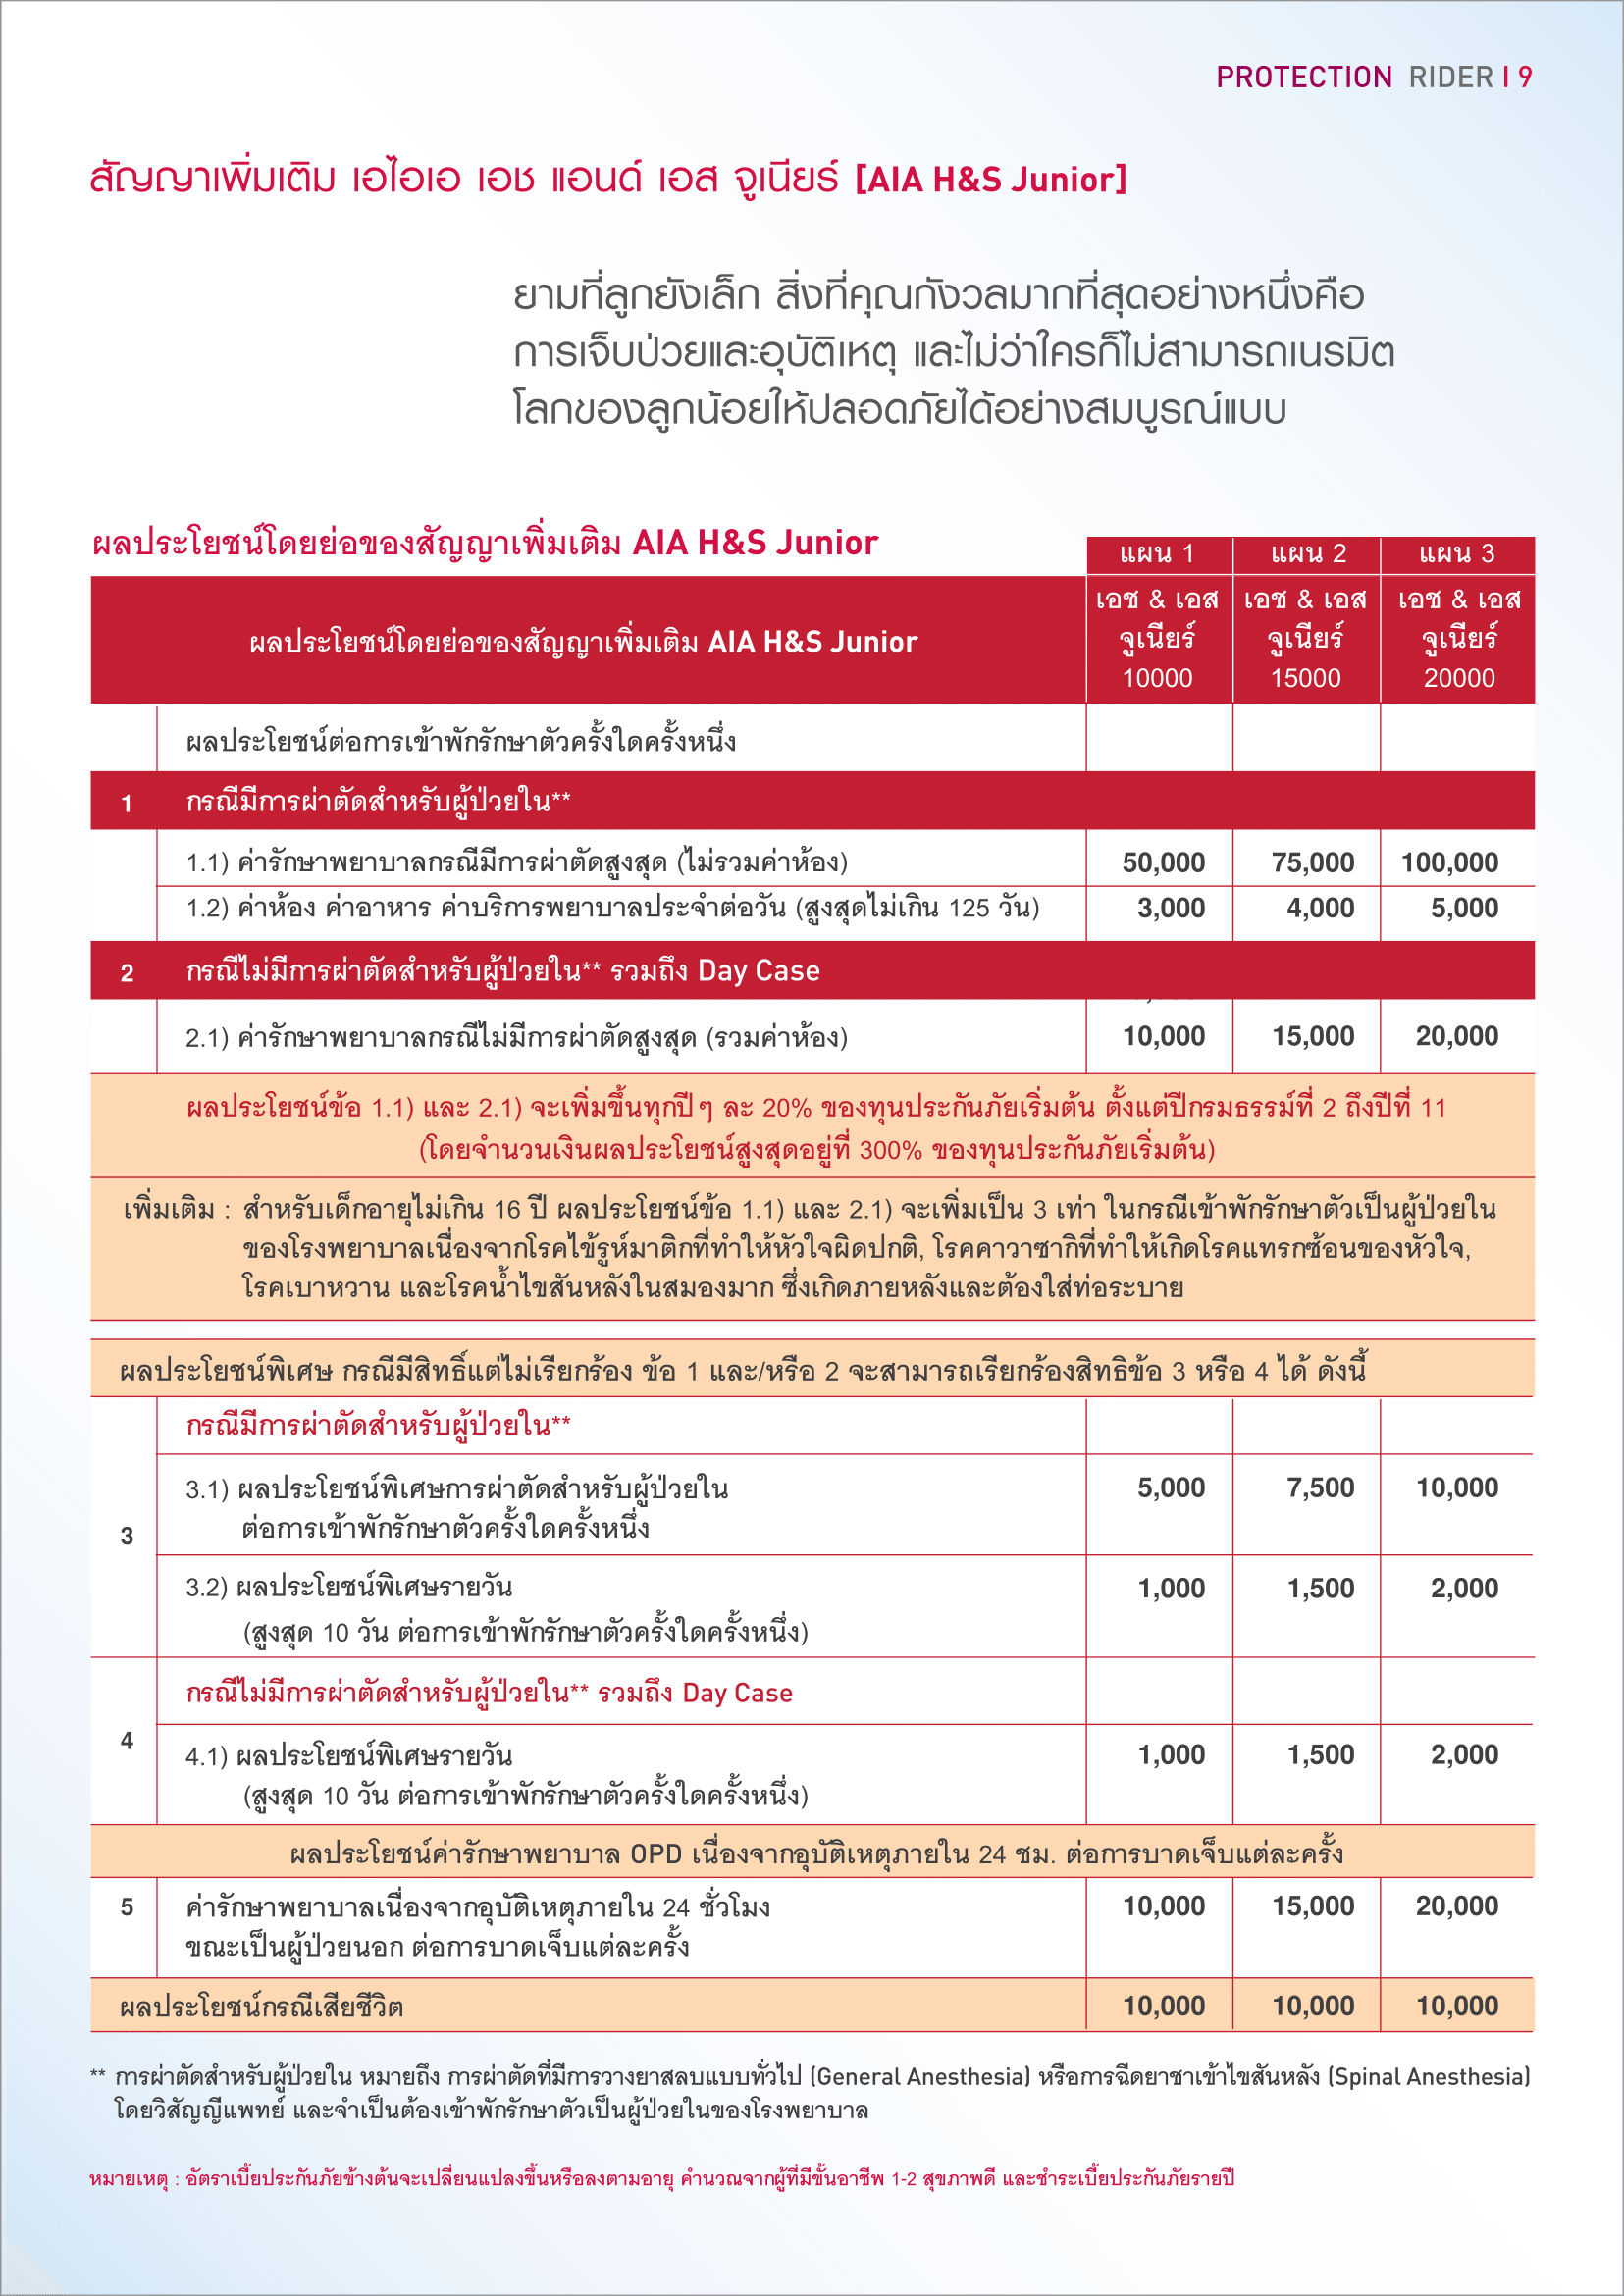 PROTECTION RIDER | 9
สัญญาเพิ่มเติม เอไอเอ เอช แอนด์ เอส จูเนียร์ [AIA H&S Junior]
ยามที่ลูกยังเล็ก สิ่งที่คุณกังวลมากที่สุดอย่างหนึ่งคือ
การเจ็บป่วยและอุบัติเหตุ และไม่ว่าใครก็ไม่สามารถเนรมิต
โลกของลูกน้อยให้ปลอดภัยได้อย่างสมบูรณ์แบบ
ผลประโยชน์โดยย่อของสัญญาเพิ่มเติม AIA H&S Junior
แผน 1 แผน 2 แผน 3
ผลประโยชน์โดยย่อของสัญญาเพิ่มเติม AIA H&S Junior
เอช & เอส เอช & เอส เอช & เอส
จูเนียร์ จูเนียร์ จูเนียร์
10000 15000 20000
ผลประโยชน์ต่อการเข้าพักรักษาตัวครั้งใดครั้งหนึ่ง
1 กรณีมีการผ่าตัดสำหรับผู้ป่วยใน**
1.1) ค่ารักษาพยาบาลกรณีมีการผ่าตัดสูงสุด (ไม่รวมค่าห้อง) 50,000 75,000 100,000
1.2) ค่าห้อง ค่าอาหาร ค่าบริการพยาบาลประจำต่อวัน (สูงสุดไม่เกิน 125 วัน) 3,000 4,000 5,000
2 กรณีไม่มีการผ่าตัดสำหรับผู้ป่วยใน** รวมถึง Day Case
2.1) ค่ารักษาพยาบาลกรณีไม่มีการผ่าตัดสูงสุด (รวมค่าห้อง) 10,000 15,000 20,000
ผลประโยชน์ข้อ 1.1) และ 2.1) จะเพิ่มขึ้นทุกปีๆ ละ 20% ของทุนประกันภัยเริ่มต้น ตั้งแต่ปีกรมธรรม์ที่ 2 ถึงปีที่ 11
(โดยจำนวนเงินผลประโยชน์สูงสุดอยู่ที่ 300% ของทุนประกันภัยเริ่มต้น)
เพิ่มเติม : สำหรับเด็กอายุไม่เกิน 16 ปี ผลประโยชน์ข้อ 1.1) และ 2.1) จะเพิ่มเป็น 3 เท่า ในกรณีเข้าพักรักษาตัวเป็นผู้ป่วยใน
ของโรงพยาบาลเนื่องจากโรคไข้รูห์มาติกที่ทำให้หัวใจผิดปกติ, โรคคาวาซากิที่ทำให้เกิดโรคแทรกซ้อนของหัวใจ,
โรคเบาหวาน และโรคน้ำไขสันหลังในสมองมาก ซึ่งเกิดภายหลังและต้องใส่ท่อระบาย
ผลประโยชน์พิเศษ กรณีมีสิทธิ์แต่ไม่เรียกร้อง ข้อ 1 และ/หรือ 2 จะสามารถเรียกร้องสิทธิข้อ 3 หรือ 4 ได้ ดังนี้
3 กรณีมีการผ่าตัดสำหรับผู้ป่วยใน**
3.1) ผลประโยชน์พิเศษการผ่าตัดสำหรับผู้ป่วยใน 5,000 7,500 10,000
ต่อการเข้าพักรักษาตัวครั้งใดครั้งหนึ่ง
3.2) ผลประโยชน์พิเศษรายวัน 1,000 1,500 2,000
(สูงสุด 10 วัน ต่อการเข้าพักรักษาตัวครั้งใดครั้งหนึ่ง)
4 กรณีไม่มีการผ่าตัดสำหรับผู้ป่วยใน** รวมถึง Day Case
4.1) ผลประโยชน์พิเศษรายวัน 1,000 1,500 2,000
(สูงสุด 10 วัน ต่อการเข้าพักรักษาตัวครั้งใดครั้งหนึ่ง)
ผลประโยชน์ค่ารักษาพยาบาล OPD เนื่องจากอุบัติเหตุภายใน 24 ชม. ต่อการบาดเจ็บแต่ละครั้ง
5 ค่ารักษาพยาบาลเนื่องจากอุบัติเหตุภายใน 24 ชั่วโมง 10,000 15,000 20,000
ขณะเป็นผู้ป่วยนอก ต่อการบาดเจ็บแต่ละครั้ง
ผลประโยชน์กรณีเสียชีวิต 10,000 10,000 10,000
** การผ่าตัดสำหรับผู้ป่วยใน หมายถึง การผ่าตัดที่มีการวางยาสลบแบบทั่วไป (General Anesthesia) หรือการฉีดยาชาเข้าไขสันหลัง (Spinal Anesthesia)
โดยวิสัญญีแพทย์ และจำเป็นต้องเข้าพักรักษาตัวเป็นผู้ป่วยในของโรงพยาบาล
หมายเหตุ : อัตราเบี้ยประกันภัยข้างต้นจะเปลี่ยนแปลงขึ้นหรือลงตามอายุ คำนวณจากผู้ที่มีขั้นอาชีพ 1-2 สุขภาพดี และชำระเบี้ยประกันภัยรายปี